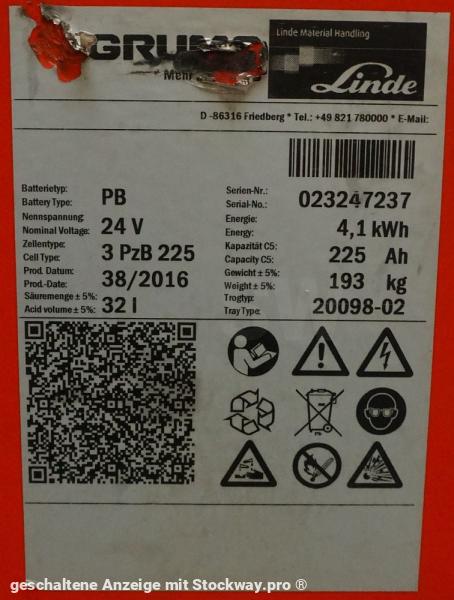 Linde Material Handling
GRUMA
Mehr
Linde
D -86316 Friedberg * Tel.: +49 821 780000 * E-Mail:
Batterietyp:
Battery Type: PB
Nennspannung:
Nominal Voltage: 24 V
Zellentype:
Cell Type: 3 PzB 225
Prod. Datum:
Prod.-Date: 38/2016
Säuremenge ± 5%:
Acid volume ± 5%: 32 l
Serien-Nr.:
Serial-No.: 023247237
Energie:
Energy: 4,1 kWh
Kapazität C5:
Capacity C5: 225 Ah
Gewicht ± 5%:
Weight ± 5%: 193 kg
Trogtyp:
Tray Type: 20098-02
Pb
geschaltene Anzeige mit Stockway.pro ®